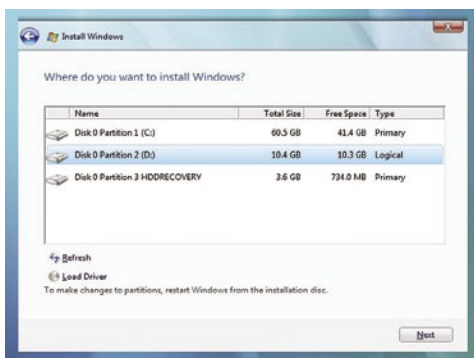 Install Windows
Where do you want to install Windows?
Name Total Size Free Space Type
Disk 0 Partition 1 (C:) 60.5 GB 41.4 GB Primary
Disk 0 Partition 2 (D:) 10.4 GB 10.3 GB Logical
Disk 0 Partition 3 HDDRECOVERY 3.6 GB 734.0 MB Primary
Refresh
Load Driver
To make changes to partitions, restart Windows from the installation disc.
Next